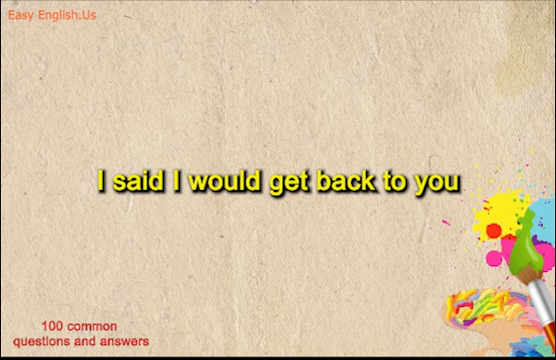 Easy English.Us
I said I would get back to you
100 common
questions and answers